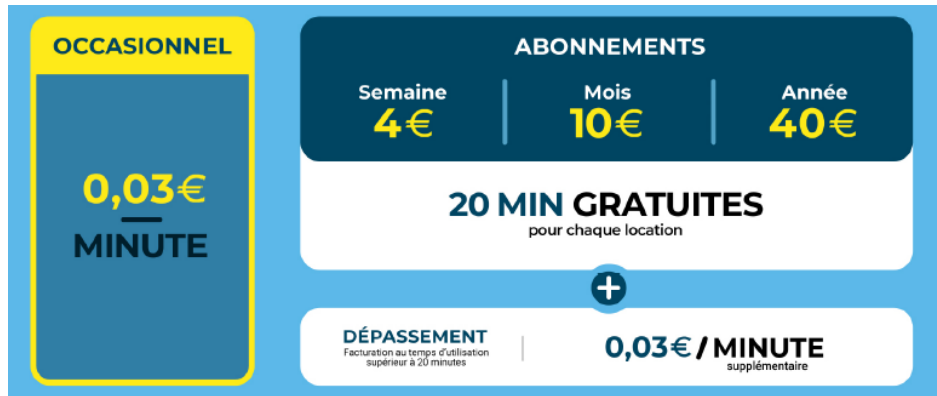 OCCASIONNEL
0,03€
MINUTE
ABONNEMENTS
Semaine
4€
Mois
10€
Année
40€
20 MIN GRATUITES
pour chaque location
+
DÉPASSEMENT
Facturation au temps d'utilisation
supérieur à 20 minutes
0,03€/MINUTE
supplémentaire